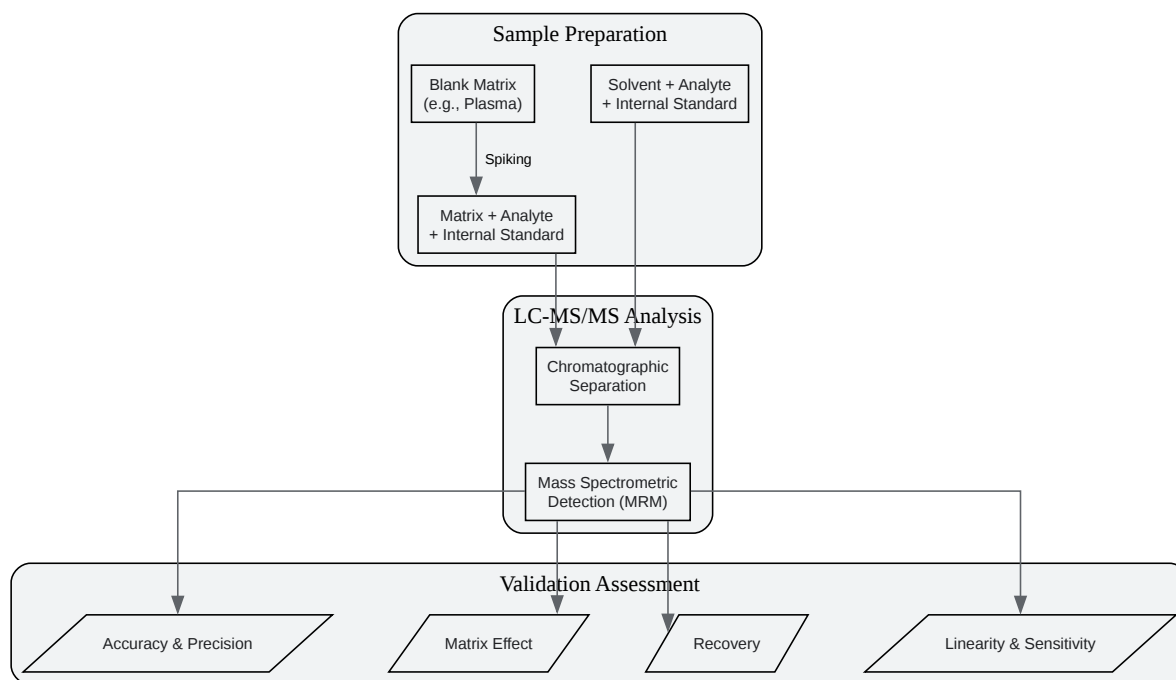 Sample Preparation
Blank Matrix
(e.g., Plasma)
Solvent + Analyte
+ Internal Standard
Spiking
Matrix + Analyte
+ Internal Standard
LC-MS/MS Analysis
Chromatographic
Separation
Mass Spectrometric
Detection (MRM)
Validation Assessment
Accuracy & Precision
Matrix Effect
Recovery
Linearity & Sensitivity